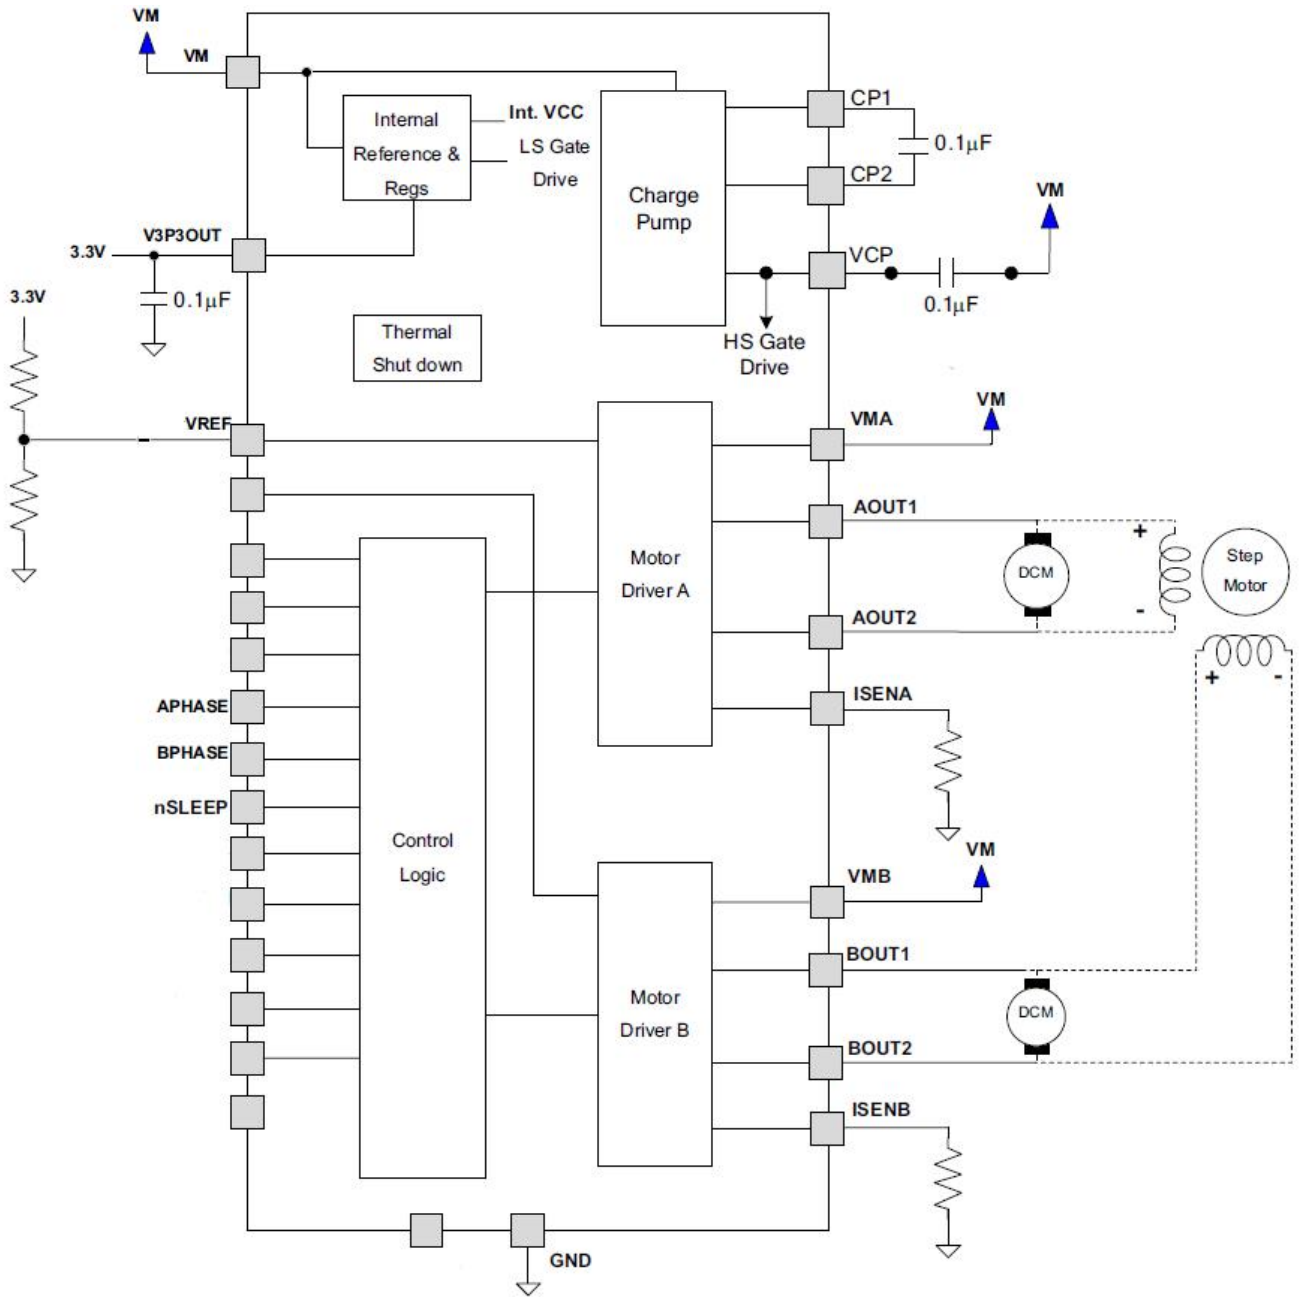 VM
VM
Internal
Reference &
Regs
Int. VCC
LS Gate
Drive
Charge
Pump
CP1
0.1µF
CP2
VM
VCP
0.1µF
HS Gate
Drive
V3P3OUT
3.3V
0.1µF
3.3V
Thermal
Shut down
VREF
VM
VMA
AOUT1
Motor
Driver A
DCM
+
-
Step
Motor
AOUT2
+
-
ISENA
APHASE
BPHASE
nSLEEP
Control
Logic
VM
VMB
BOUT1
Motor
Driver B
DCM
BOUT2
ISENB
GND